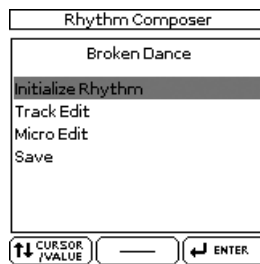 Rhythm Composer
Broken Dance
Initialize Rhythm
Track Edit
Micro Edit
Save
CURSOR
/VALUE
ENTER